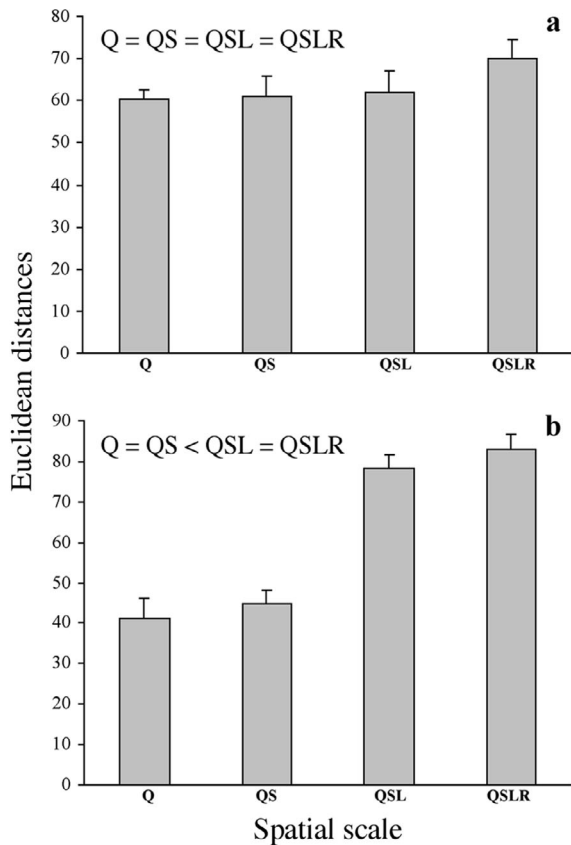 a
Q = QS = QSL = QSLR
80
70
60
50
40
30
20
10
0
Q QS QSL QSLR
Euclidean distances
b
Q = QS < QSL = QSLR
90
80
70
60
50
40
30
20
10
0
Q QS QSL QSLR
Spatial scale